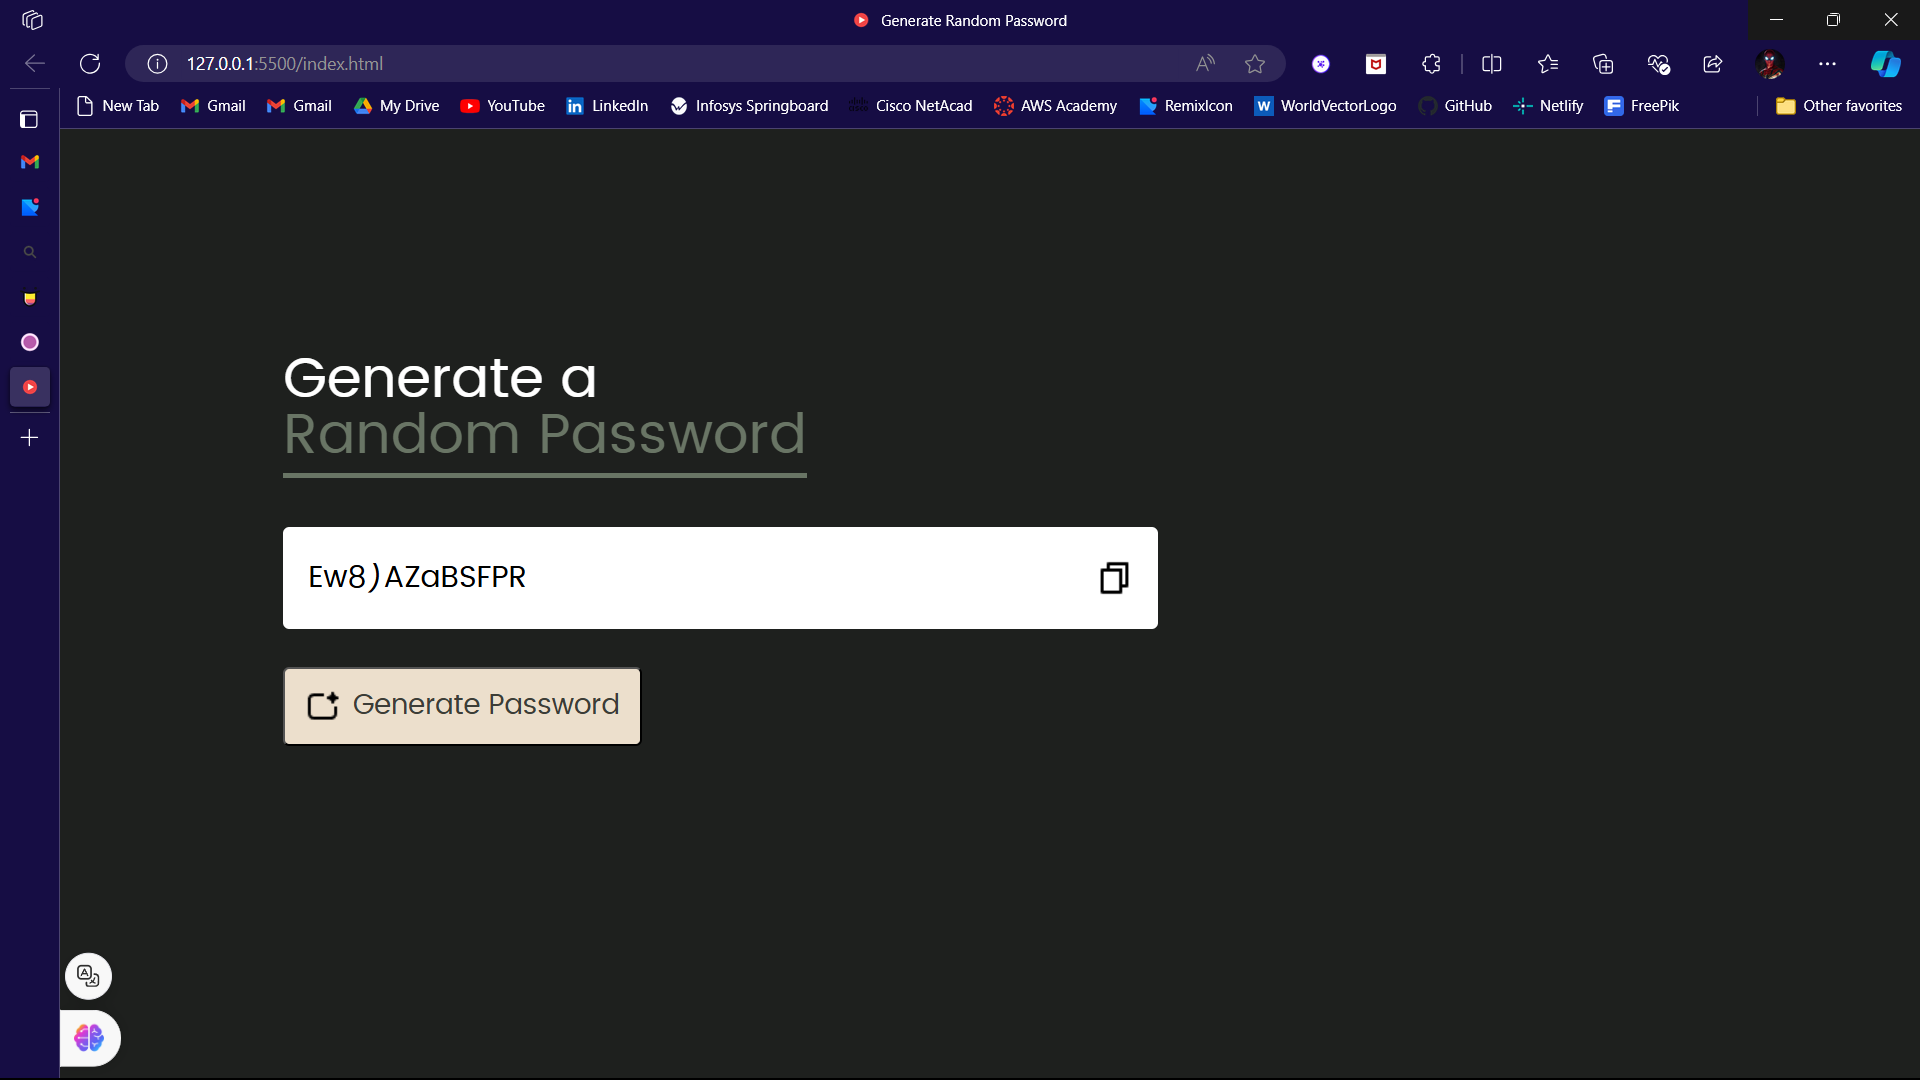 Generate Random Password
127.0.0.1:5500/index.html
New Tab Gmail Gmail My Drive YouTube LinkedIn Infosys Springboard Cisco NetAcad AWS Academy RemixIcon WorldVectorLogo GitHub Netlify FreePik Other favorites
Generate a
Random Password
Ew8)AZaBSFPR
Generate Password